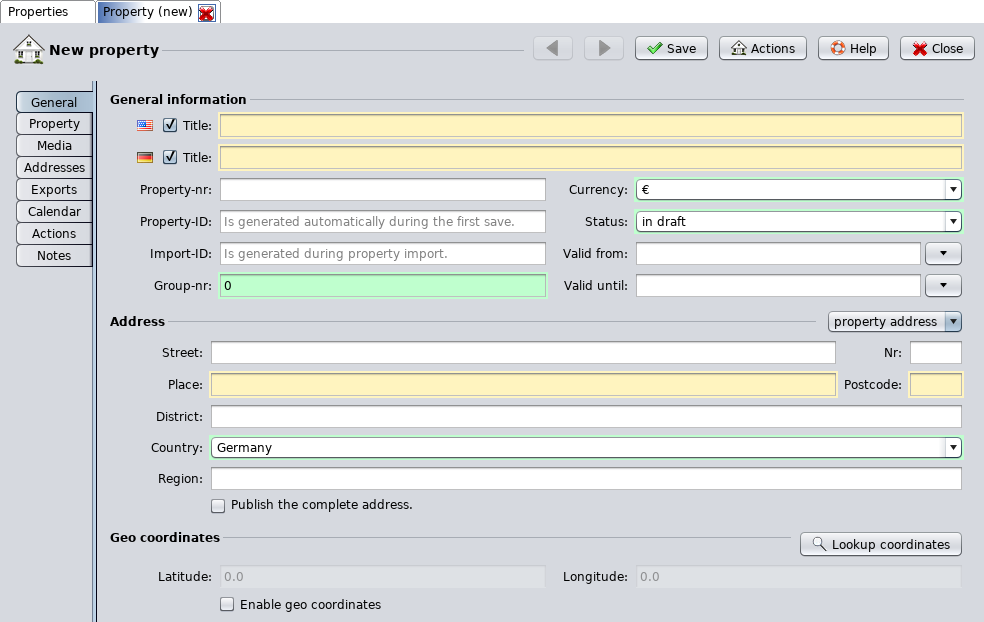 Properties Property (new)
New property Save Actions Help Close
General
Property
Media
Addresses
Exports
Calendar
Actions
Notes
General information
Title:
Title:
Property-nr: Currency: €
Property-ID: Is generated automatically during the first save. Status: in draft
Import-ID: Is generated during property import. Valid from:
Group-nr: 0 Valid until:
Address property address
Street: Nr:
Place: Postcode:
District:
Country: Germany
Region:
Publish the complete address.
Geo coordinates Lookup coordinates
Latitude: 0.0 Longitude: 0.0
Enable geo coordinates